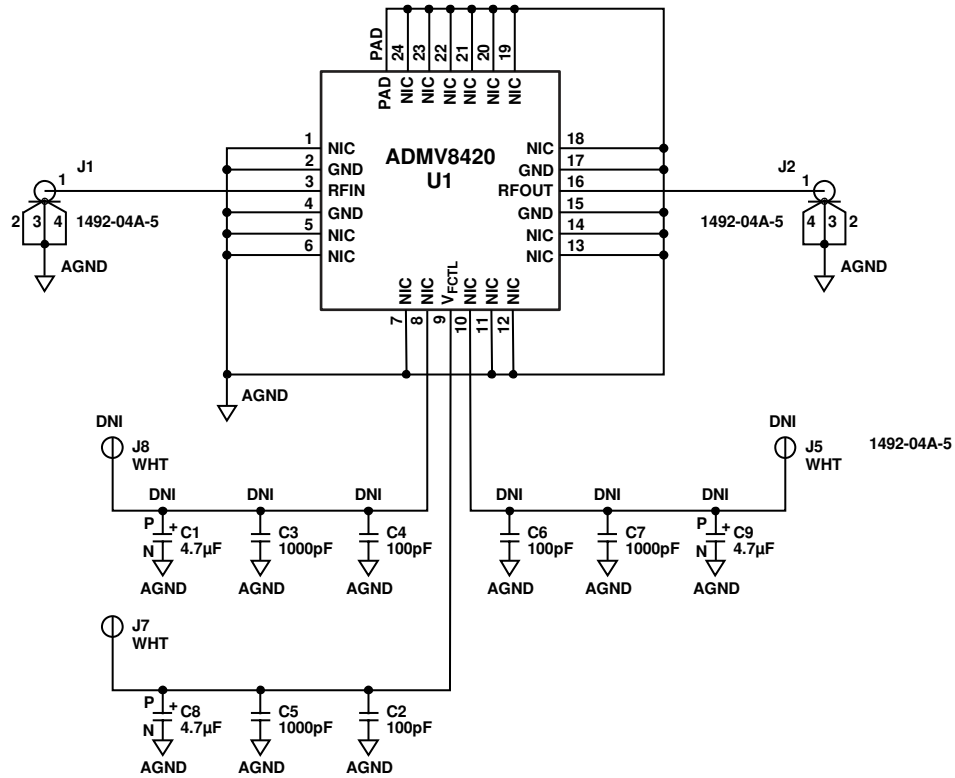 PAD 24 23 22 21 20 19
PAD NIC NIC NIC NIC NIC NIC
ADMV8420
U1
1 NIC
2 GND
3 RFIN
4 GND
5 NIC
6 NIC
NIC 18
GND 17
RFOUT 16
GND 15
NIC 14
NIC 13
NIC NIC VFCTL NIC NIC NIC
7 8 9 10 11 12
J1
1
2 3 4
1492-04A-5
AGND
J2
1
1492-04A-5
4 3 2
AGND
AGND
DNI
J8
WHT
DNI DNI DNI
P + C1
N 4.7µF
C3
1000pF
C4
100pF
AGND AGND AGND
DNI
J5
WHT
1492-04A-5
DNI DNI DNI
C6
100pF
C7
1000pF
P + C9
N 4.7µF
AGND AGND AGND
J7
WHT
P + C8
N 4.7µF
C5
1000pF
C2
100pF
AGND AGND AGND